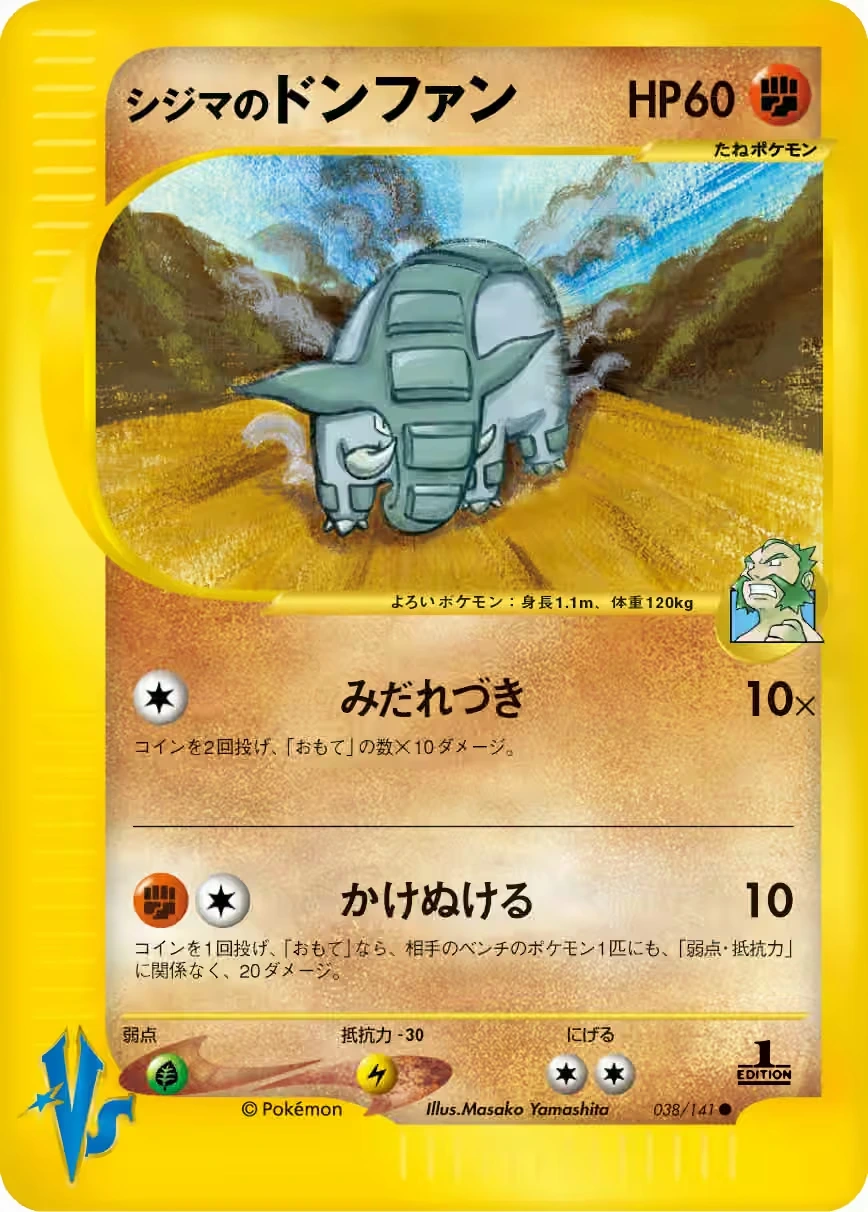 シジマのドンファン HP60
たねポケモン
よろいポケモン：身長1.1m、体重120kg
みだれづき 10×
コインを2回投げ、「おもて」の数×10ダメージ。
かけぬける 10
コインを1回投げ、「おもて」なら、相手のベンチのポケモン1匹にも、「弱点・抵抗力」
に関係なく、20ダメージ。
弱点 抵抗力 -30 にげる
1
EDITION
VS
© Pokémon Illus.Masako Yamashita 038/141●